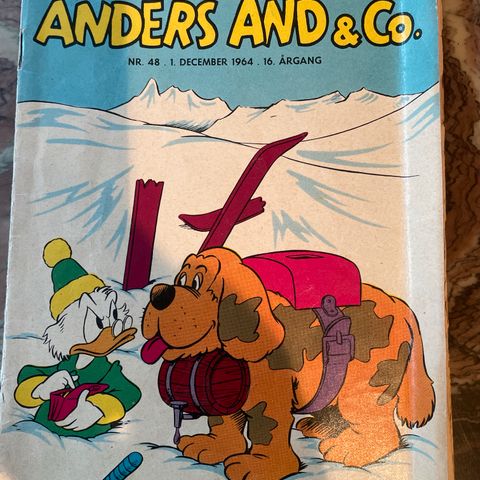 ANDERS AND & Co.
NR. 48 . 1. DECEMBER 1964 . 16. ÅRGANG